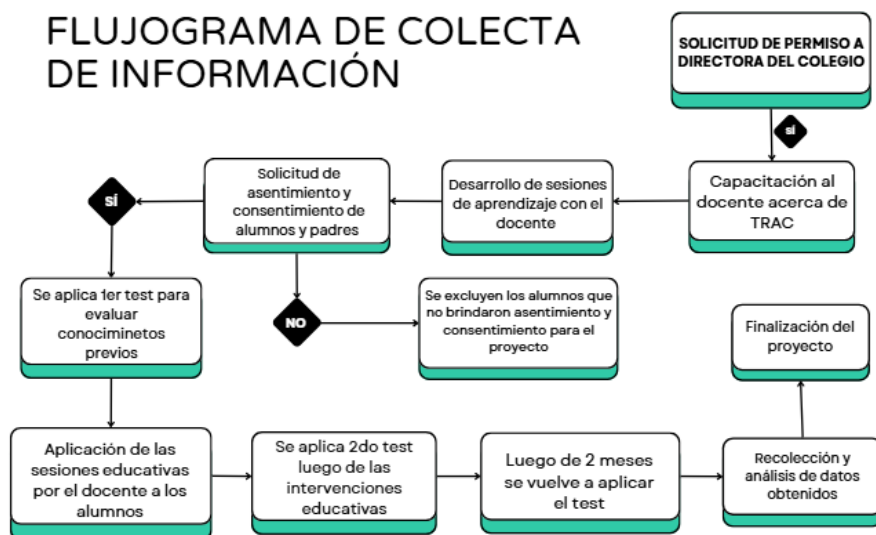 FLUJOGRAMA DE COLECTA
DE INFORMACIÓN
SOLICITUD DE PERMISO A
DIRECTORA DEL COLEGIO
SÍ
Capacitación al
docente acerca de
TRAC
Desarrollo de sesiones
de aprendizaje con el
docente
Solicitud de
asentimiento y
consentimiento de
alumnos y padres
SÍ
NO
Se excluyen los alumnos que
no brindaron asentimiento y
consentimiento para el
proyecto
Se aplica 1er test para
evaluar
conociminetos
previos
Aplicación de las
sesiones educativas
por el docente a los
alumnos
Se aplica 2do test
luego de las
intervenciones
educativas
Luego de 2 meses
se vuelve a aplicar
el test
Recolección y
análisis de datos
obtenidos
Finalización del
proyecto